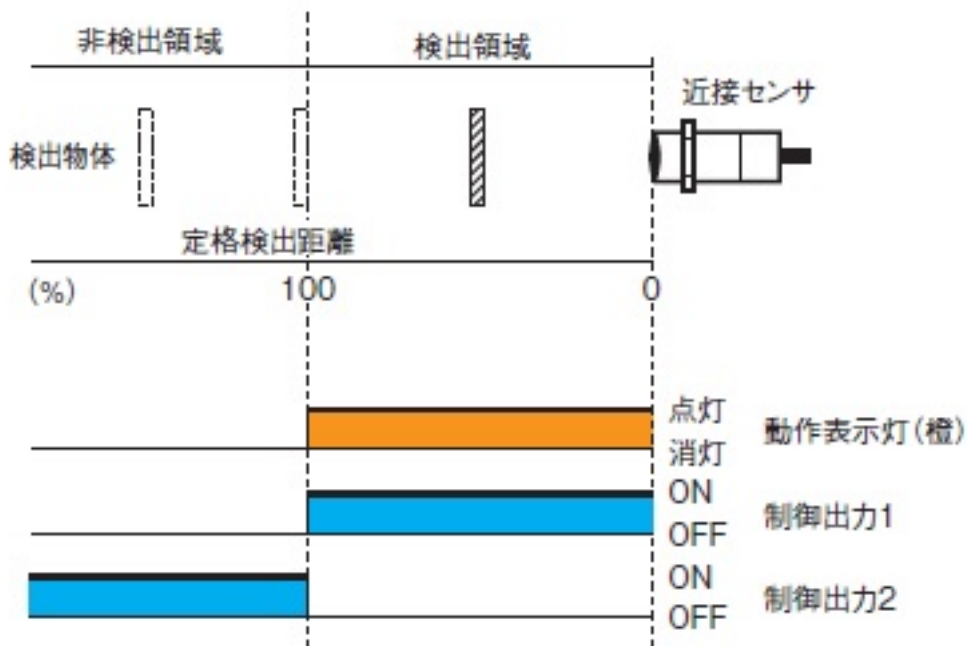 非検出領域
検出領域
近接センサ
検出物体
定格検出距離
(%)
100
0
点灯
消灯
動作表示灯(橙)
ON
OFF
制御出力1
ON
OFF
制御出力2